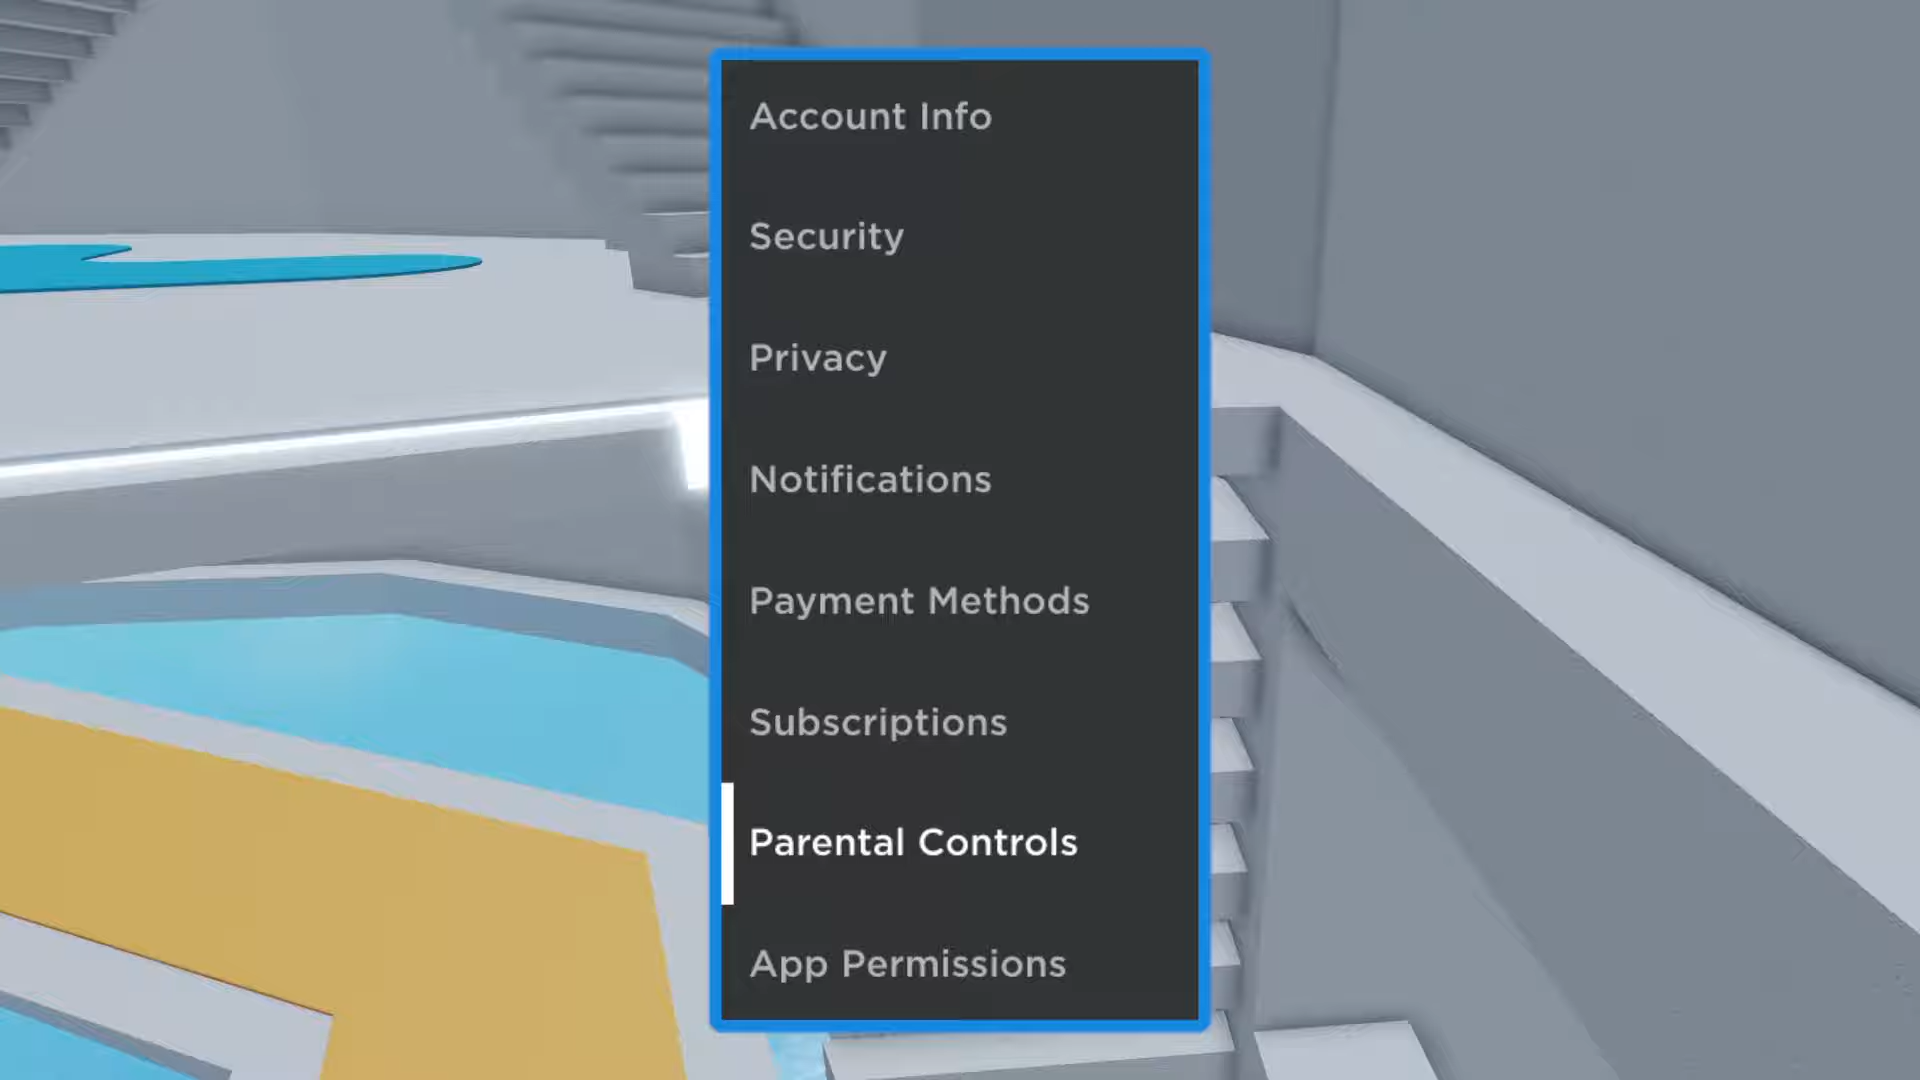 Account Info
Security
Privacy
Notifications
Payment Methods
Subscriptions
Parental Controls
App Permissions